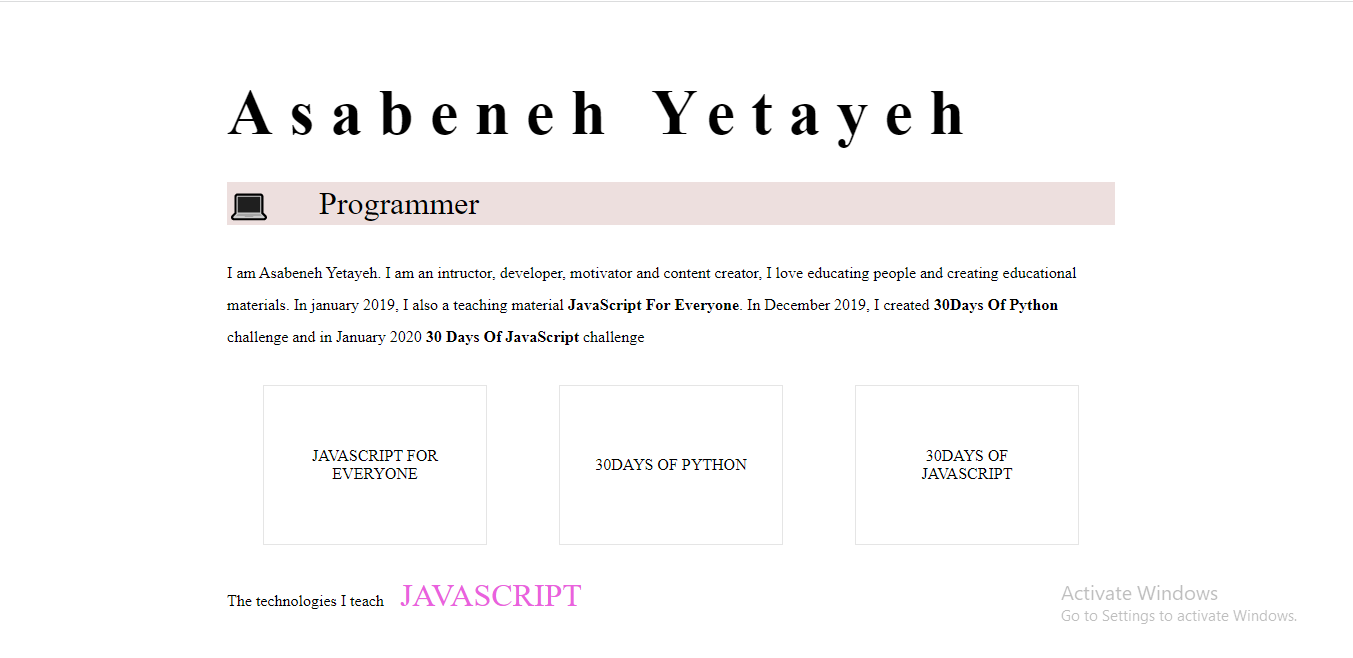 Asabeneh Yetayeh
Programmer
I am Asabeneh Yetayeh. I am an intructor, developer, motivator and content creator, I love educating people and creating educational
materials. In january 2019, I also a teaching material JavaScript For Everyone. In December 2019, I created 30Days Of Python
challenge and in January 2020 30 Days Of JavaScript challenge
JAVASCRIPT FOR
EVERYONE
30DAYS OF PYTHON
30DAYS OF
JAVASCRIPT
The technologies I teach JAVASCRIPT
Activate Windows
Go to Settings to activate Windows.